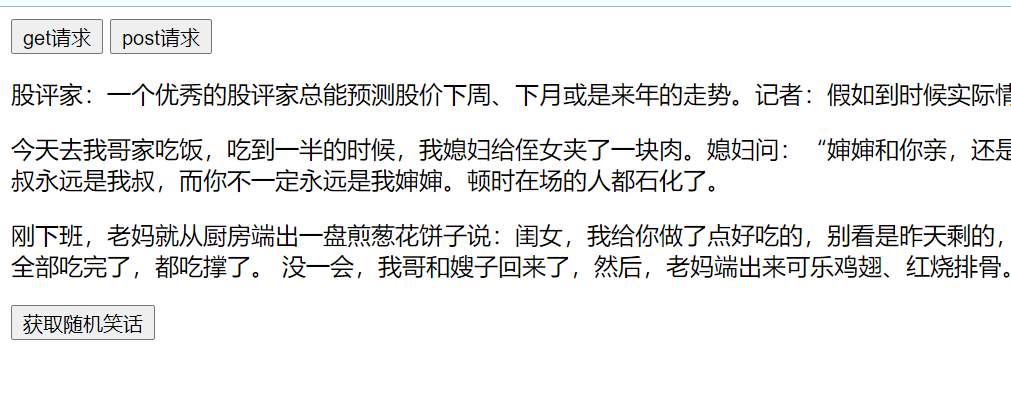 get请求 post请求
股评家：一个优秀的股评家总能预测股价下周、下月或是来年的走势。记者：假如到时候实际情
今天去我哥家吃饭，吃到一半的时候，我媳妇给侄女夹了一块肉。媳妇问：“婶婶和你亲，还是
叔永远是我叔，而你不一定永远是我婶婶。顿时在场的人都石化了。
刚下班，老妈就从厨房端出一盘煎葱花饼子说：闺女，我给你做了点好吃的，别看是昨天剩的，
全部吃完了，都吃撑了。 没一会，我哥和嫂子回来了，然后，老妈端出来可乐鸡翅、红烧排骨。
获取随机笑话